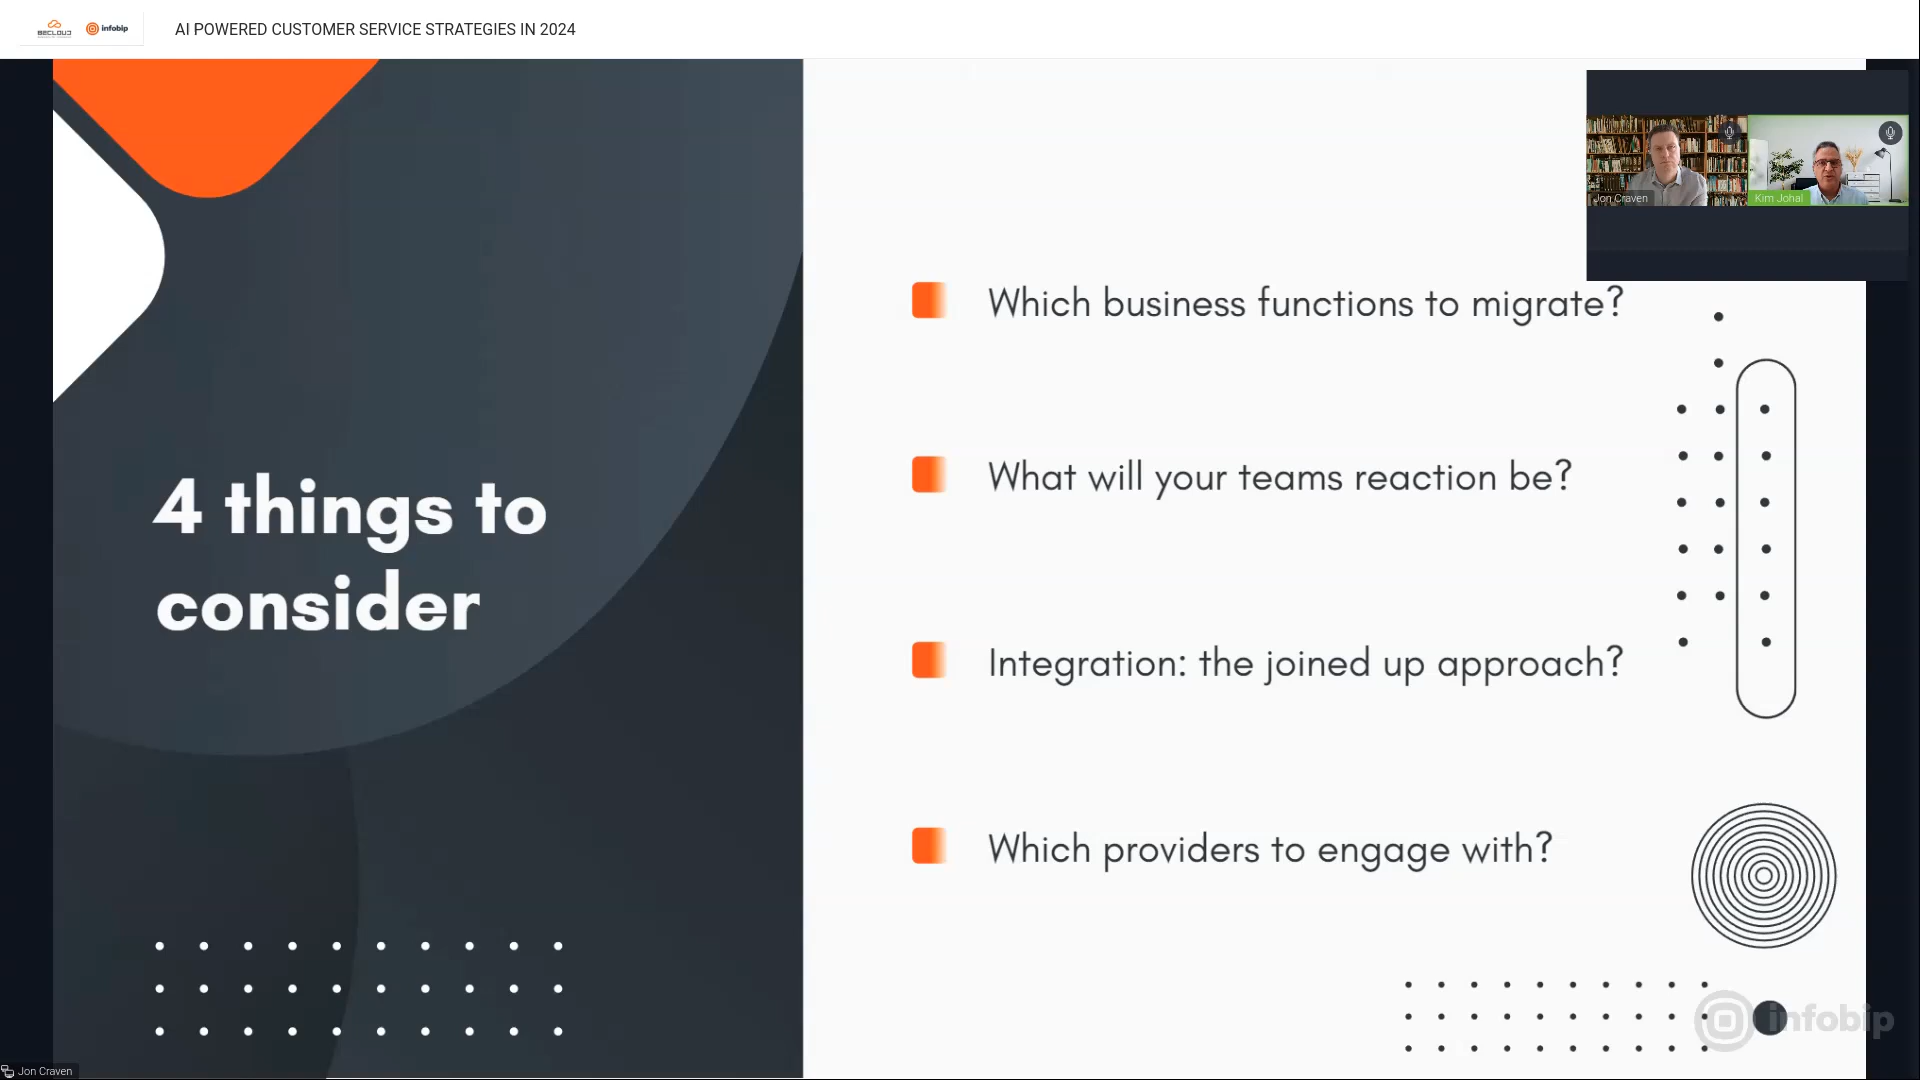 B2CLOUD
infobip
AI POWERED CUSTOMER SERVICE STRATEGIES IN 2024
Jon Craven
Kim Johal
4 things to
consider
Which business functions to migrate?
What will your teams reaction be?
Integration: the joined up approach?
Which providers to engage with?
infobip
Jon Craven